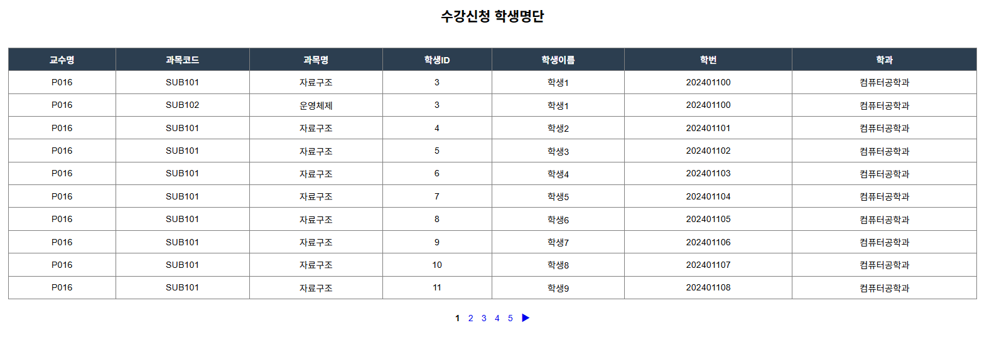 수강신청 학생명단
교수명 과목코드 과목명 학생ID 학생이름 학번 학과
P016 SUB101 자료구조 3 학생1 202401100 컴퓨터공학과
P016 SUB102 운영체제 3 학생1 202401100 컴퓨터공학과
P016 SUB101 자료구조 4 학생2 202401101 컴퓨터공학과
P016 SUB101 자료구조 5 학생3 202401102 컴퓨터공학과
P016 SUB101 자료구조 6 학생4 202401103 컴퓨터공학과
P016 SUB101 자료구조 7 학생5 202401104 컴퓨터공학과
P016 SUB101 자료구조 8 학생6 202401105 컴퓨터공학과
P016 SUB101 자료구조 9 학생7 202401106 컴퓨터공학과
P016 SUB101 자료구조 10 학생8 202401107 컴퓨터공학과
P016 SUB101 자료구조 11 학생9 202401108 컴퓨터공학과
1 2 3 4 5 ▶